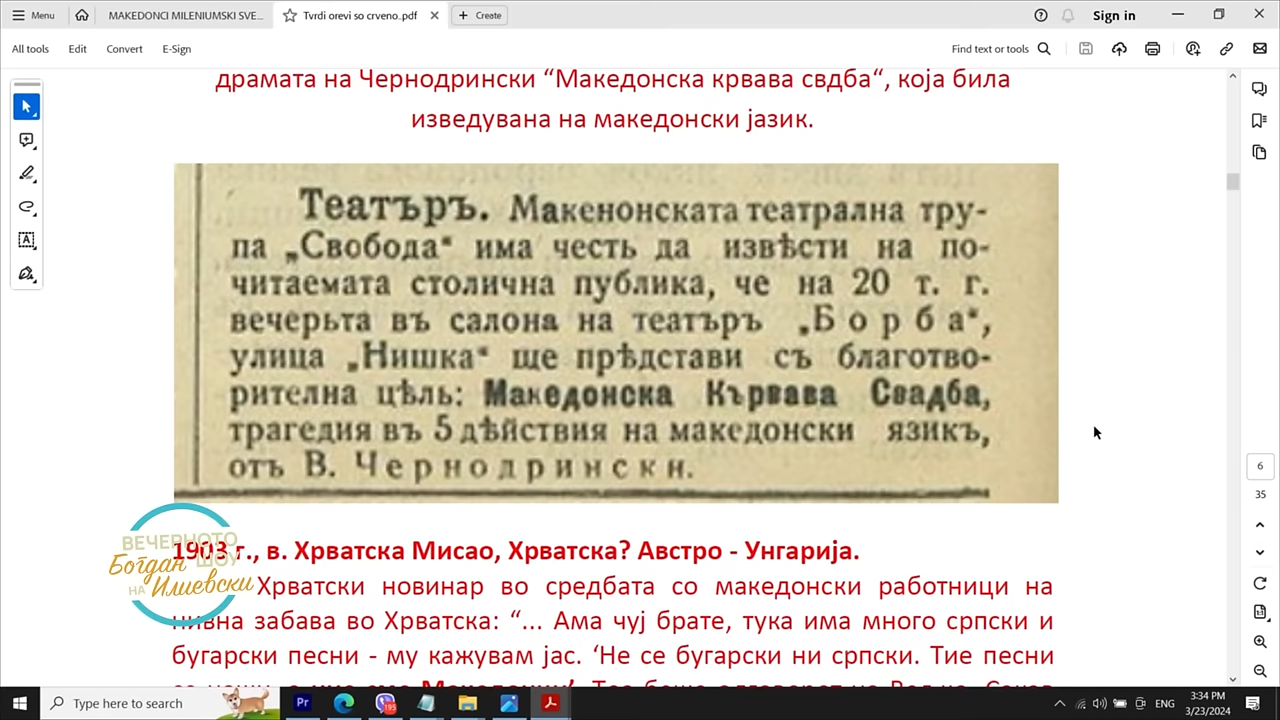 Menu
MAKEDONCI MILENIUMSKI SVE...
Tvrdi orevi so crveno.pdf
Create
Sign in
All tools
Edit
Convert
E-Sign
Find text or tools
драмата на Чернодрински “Македонска крвава свдба“, која била
изведувана на македонски јазик.
Театъръ. Макенонската театрална тру-
па „Свобода“ има честь да извѣсти на по-
читаемата столична публика, че на 20 т. г.
вечерьта въ салона на театъръ „Борба“,
улица „Нишка“ ще прѣдстави съ благотво-
рителна цѣль: Македонска Кървава Свадба,
трагедия въ 5 дѣйствия на македонски язикъ,
отъ В. Чернодрински.
1903 г., в. Хрватска Мисао, Хрватска? Австро - Унгарија.
Хрватски новинар во средбата со македонски работници на
нивна забава во Хрватска: “... Ама чуј брате, тука има много српски и
бугарски песни - му кажувам јас. ‘Не се бугарски ни српски. Тие песни
ВЕЧЕРНОТО
ШОУ
НА
Богдан
Илиевски
6
35
Type here to search
Pr
195
ENG
3:34 PM
3/23/2024